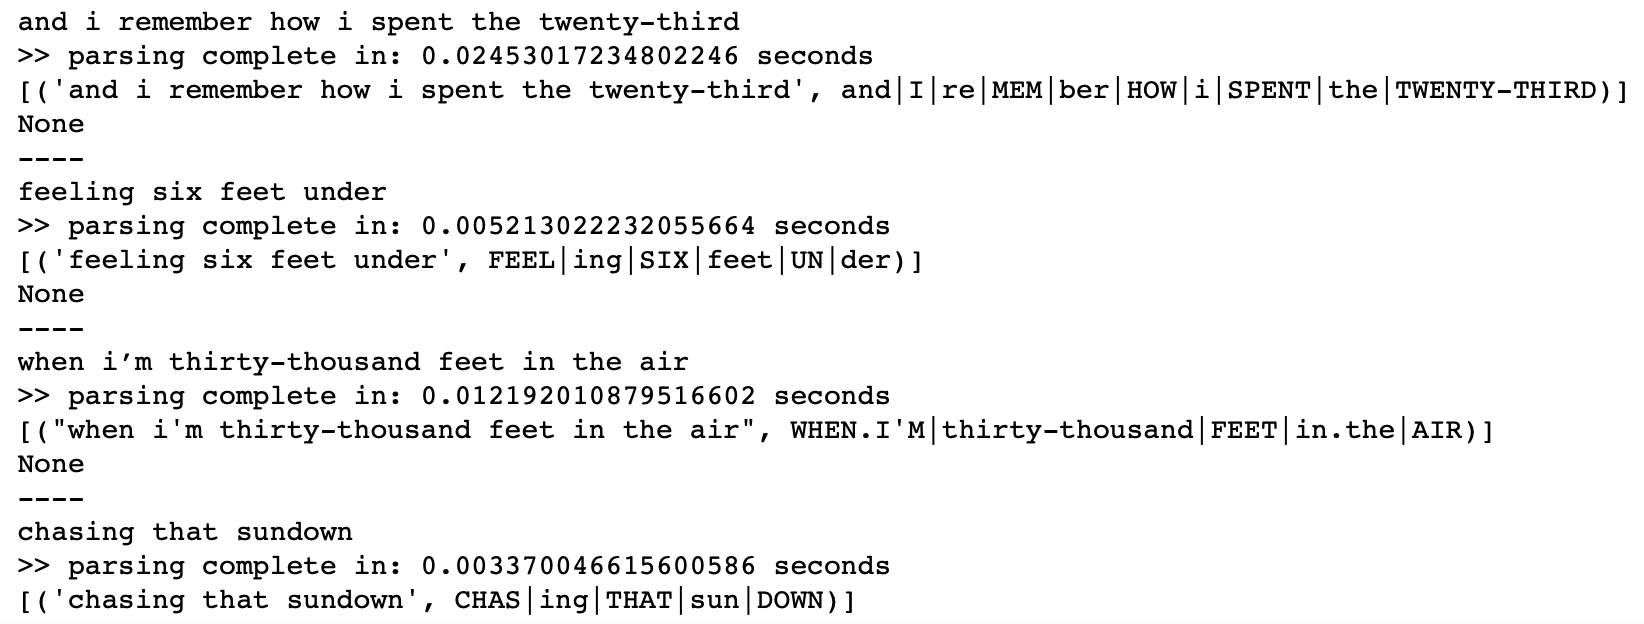 and i remember how i spent the twenty-third
>> parsing complete in: 0.02453017234802246 seconds
[('and i remember how i spent the twenty-third', and|I|re|MEM|ber|HOW|i|SPENT|the|TWENTY-THIRD)]
None
----
feeling six feet under
>> parsing complete in: 0.005213022232055664 seconds
[('feeling six feet under', FEEL|ing|SIX|feet|UN|der)]
None
----
when i’m thirty-thousand feet in the air
>> parsing complete in: 0.012192010879516602 seconds
[("when i'm thirty-thousand feet in the air", WHEN.I'M|thirty-thousand|FEET|in.the|AIR)]
None
----
chasing that sundown
>> parsing complete in: 0.003370046615600586 seconds
[('chasing that sundown', CHAS|ing|THAT|sun|DOWN)]